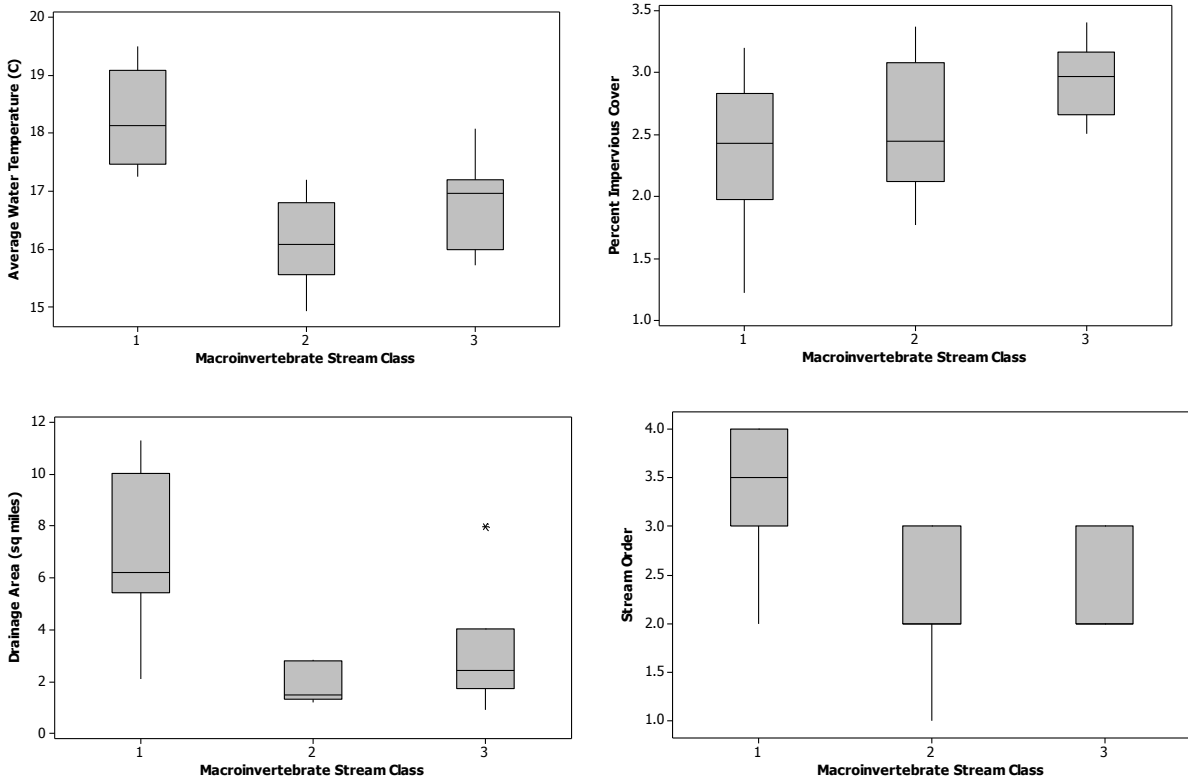 Average Water Temperature (C)
20
19
18
17
16
15
1 2 3
Macroinvertebrate Stream Class
Percent Impervious Cover
3.5
3.0
2.5
2.0
1.5
1.0
1 2 3
Macroinvertebrate Stream Class
Drainage Area (sq miles)
12
10
8
6
4
2
0
1 2 3
Macroinvertebrate Stream Class
Stream Order
4.0
3.5
3.0
2.5
2.0
1.5
1.0
1 2 3
Macroinvertebrate Stream Class